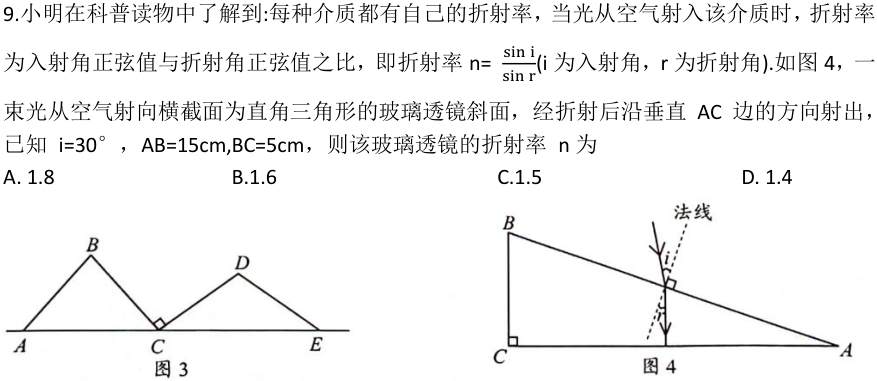 9.小明在科普读物中了解到:每种介质都有自己的折射率，当光从空气射入该介质时，折射率
为入射角正弦值与折射角正弦值之比，即折射率 n= sin i/sin r(i 为入射角，r 为折射角).如图 4，一
束光从空气射向横截面为直角三角形的玻璃透镜斜面，经折射后沿垂直 AC 边的方向射出，
已知 i=30°，AB=15cm,BC=5cm，则该玻璃透镜的折射率 n 为
A. 1.8 B.1.6 C.1.5 D. 1.4
B D
A C E
图 3
法线
B
i
r
C A
图 4